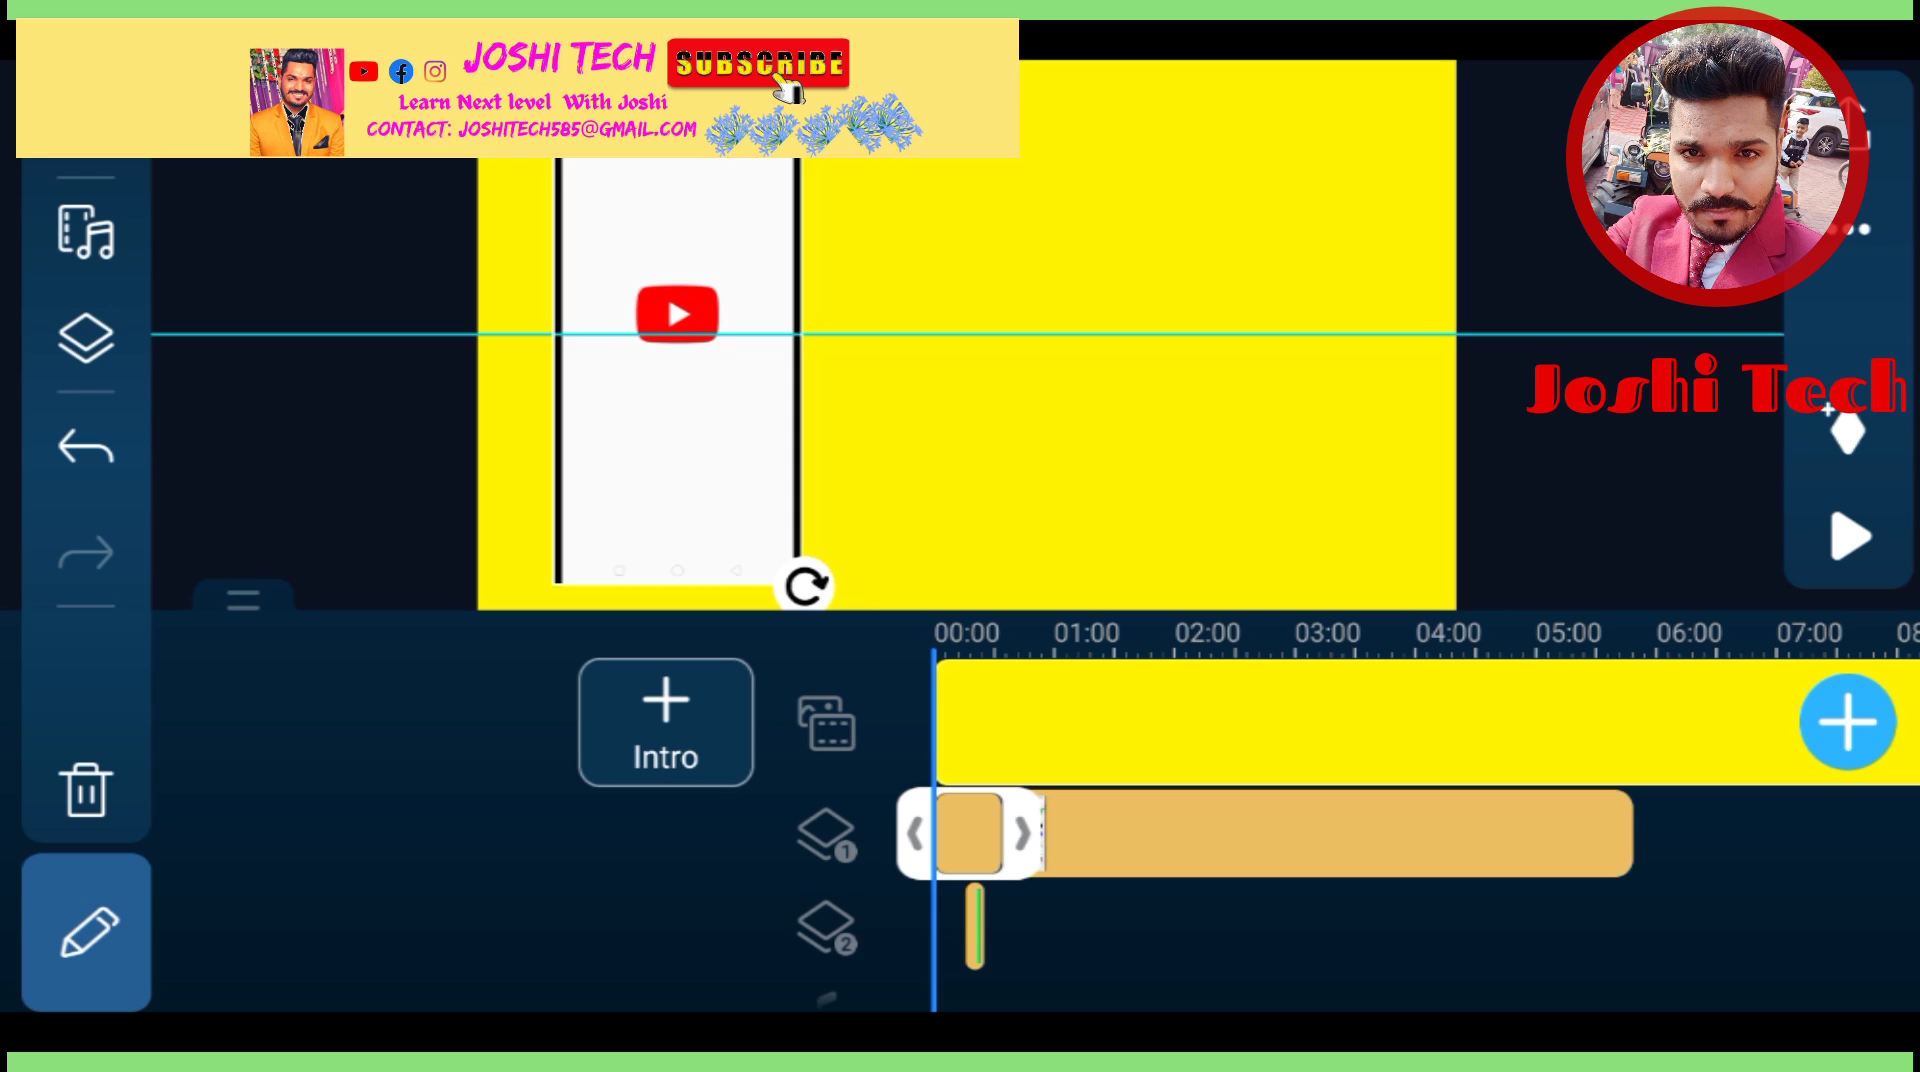 JOSHI TECH
SUBSCRIBE
Learn Next level With Joshi
CONTACT: JOSHITECH585@GMAIL.COM
Joshi Tech
00:00 01:00 02:00 03:00 04:00 05:00 06:00 07:00 08
Intro
1
2